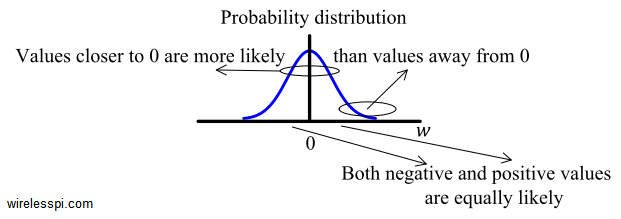 Probability distribution
Values closer to 0 are more likely than values away from 0
w
0
Both negative and positive values
are equally likely
wirelesspi.com